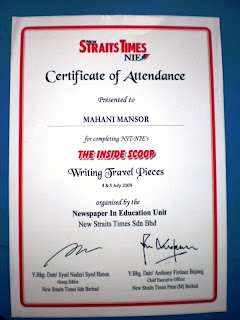 NEW
STRAITS TIMES
NIE
Certificate of Attendance
Presented to
MAHANI MANSOR
for completing NST-NIE's
THE INSIDE SCOOP
Writing Travel Pieces
4 & 5 July 2009
organised by the
Newspaper In Education Unit
New Straits Times Sdn Bhd
Y.Bhg. Dato' Syed Nadzri Syed Harun
Group Editor
New Straits Times Sdn Berhad
Y.Bhg. Dato' Anthony Firdauz Bujang
Chief Executive Officer
New Straits Times Press (M) Berhad